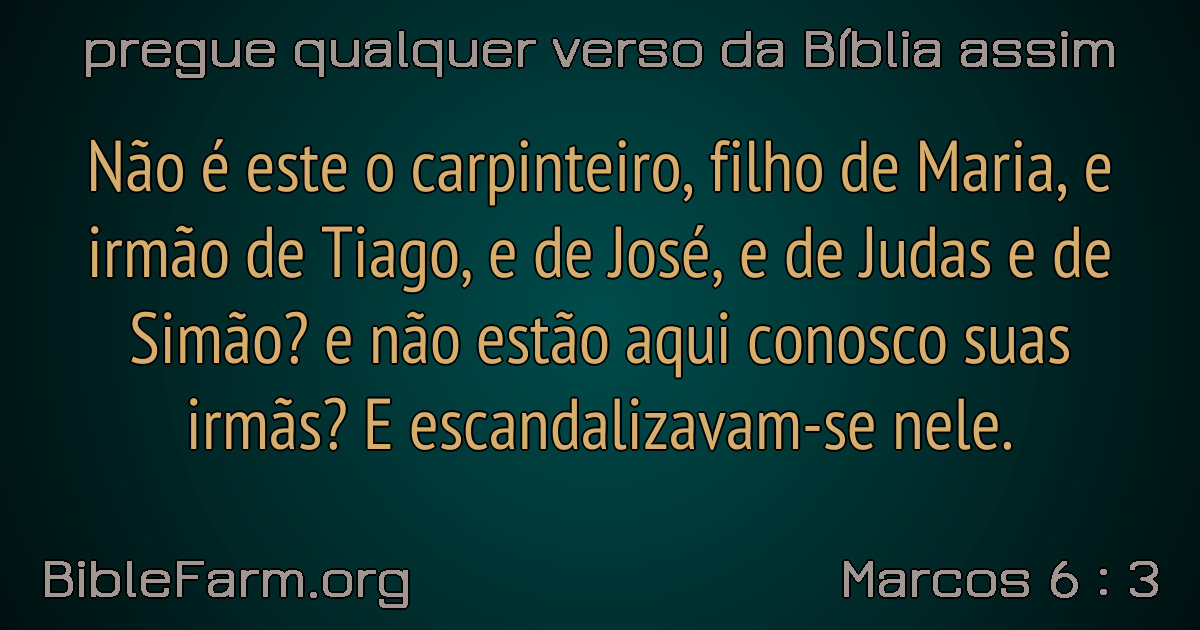 pregue qualquer verso da Bíblia assim
Não é este o carpinteiro, filho de Maria, e
irmão de Tiago, e de José, e de Judas e de
Simão? e não estão aqui conosco suas
irmãs? E escandalizavam-se nele.
BibleFarm.org
Marcos 6 : 3